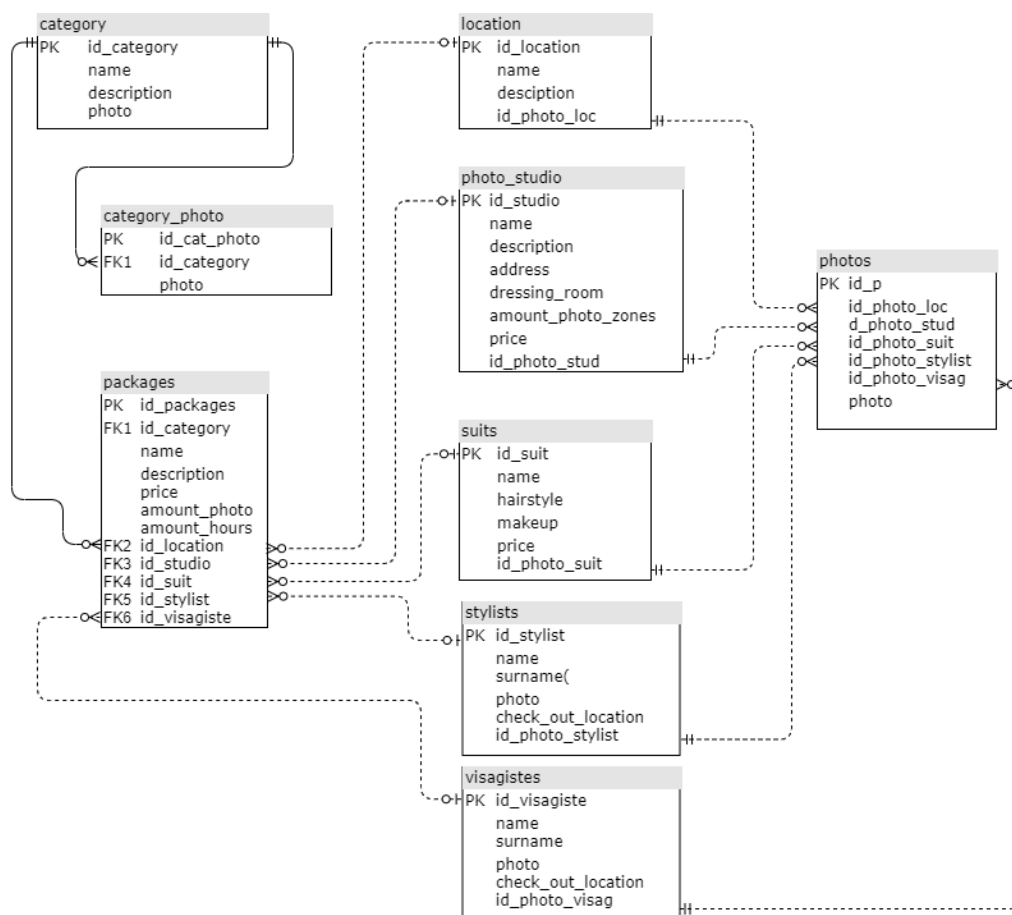 category
PK id_category
name
description
photo
category_photo
PK id_cat_photo
FK1 id_category
photo
packages
PK id_packages
FK1 id_category
name
description
price
amount_photo
amount_hours
FK2 id_location
FK3 id_studio
FK4 id_suit
FK5 id_stylist
FK6 id_visagiste
location
PK id_location
name
desciption
id_photo_loc
photo_studio
PK id_studio
name
description
address
dressing_room
amount_photo_zones
price
id_photo_stud
suits
PK id_suit
name
hairstyle
makeup
price
id_photo_suit
stylists
PK id_stylist
name
surname(
photo
check_out_location
id_photo_stylist
visagistes
PK id_visagiste
name
surname
photo
check_out_location
id_photo_visag
photos
PK id_p
id_photo_loc
d_photo_stud
id_photo_suit
id_photo_stylist
id_photo_visag
photo